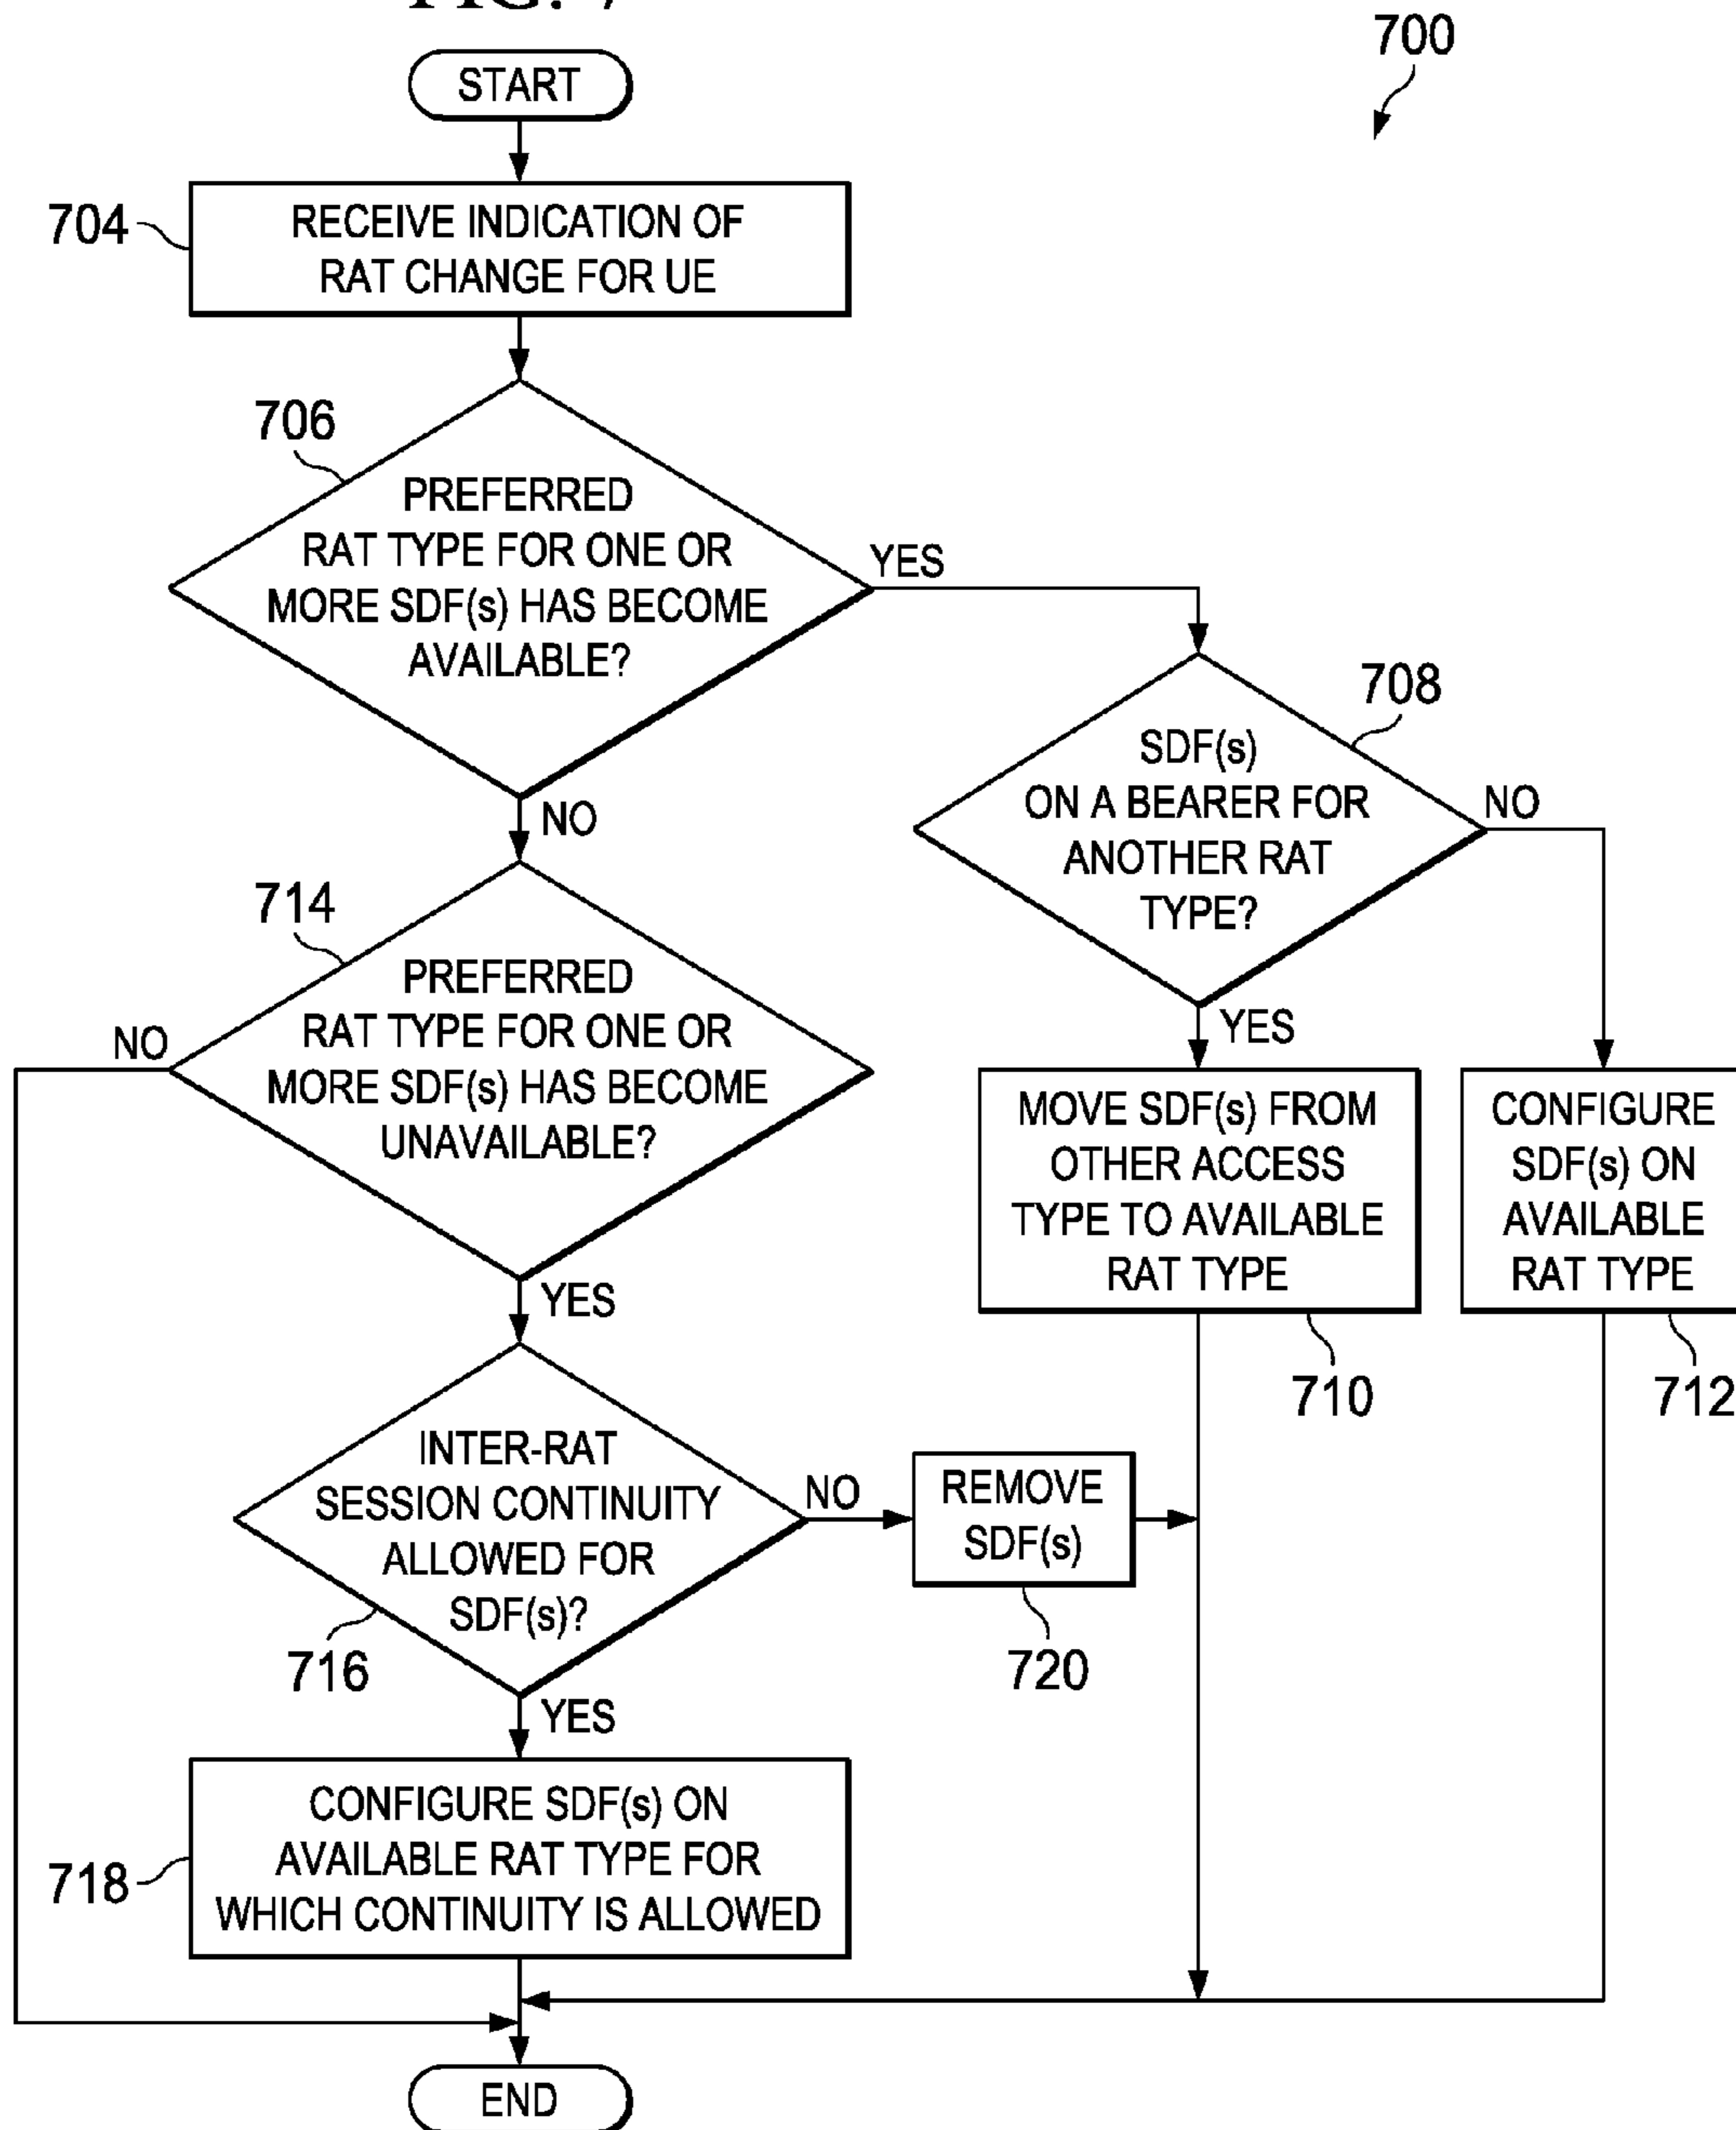 FIG. 7
700
START
704
RECEIVE INDICATION OF
RAT CHANGE FOR UE
706
PREFERRED
RAT TYPE FOR ONE OR
MORE SDF(s) HAS BECOME
AVAILABLE?
YES
NO
708
SDF(s)
ON A BEARER FOR
ANOTHER RAT
TYPE?
NO
YES
714
PREFERRED
RAT TYPE FOR ONE OR
MORE SDF(s) HAS BECOME
UNAVAILABLE?
NO
YES
MOVE SDF(s) FROM
OTHER ACCESS
TYPE TO AVAILABLE
RAT TYPE
710
CONFIGURE
SDF(s) ON
AVAILABLE
RAT TYPE
712
INTER-RAT
SESSION CONTINUITY
ALLOWED FOR
SDF(s)?
716
NO
YES
REMOVE
SDF(s)
720
718
CONFIGURE SDF(s) ON
AVAILABLE RAT TYPE FOR
WHICH CONTINUITY IS ALLOWED
END